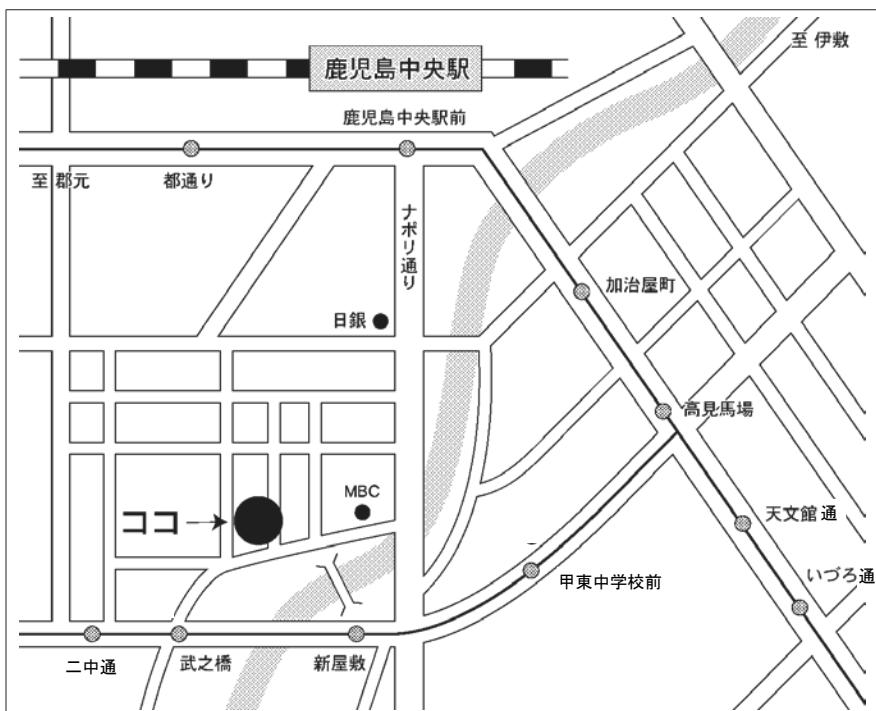 至 伊敷
鹿児島中央駅
鹿児島中央駅前
至 郡元
都通り
ナポリ通り
加治屋町
日銀
高見馬場
MBC
ココ
天文館通
いづろ通
甲東中学校前
二中通
武之橋
新屋敷